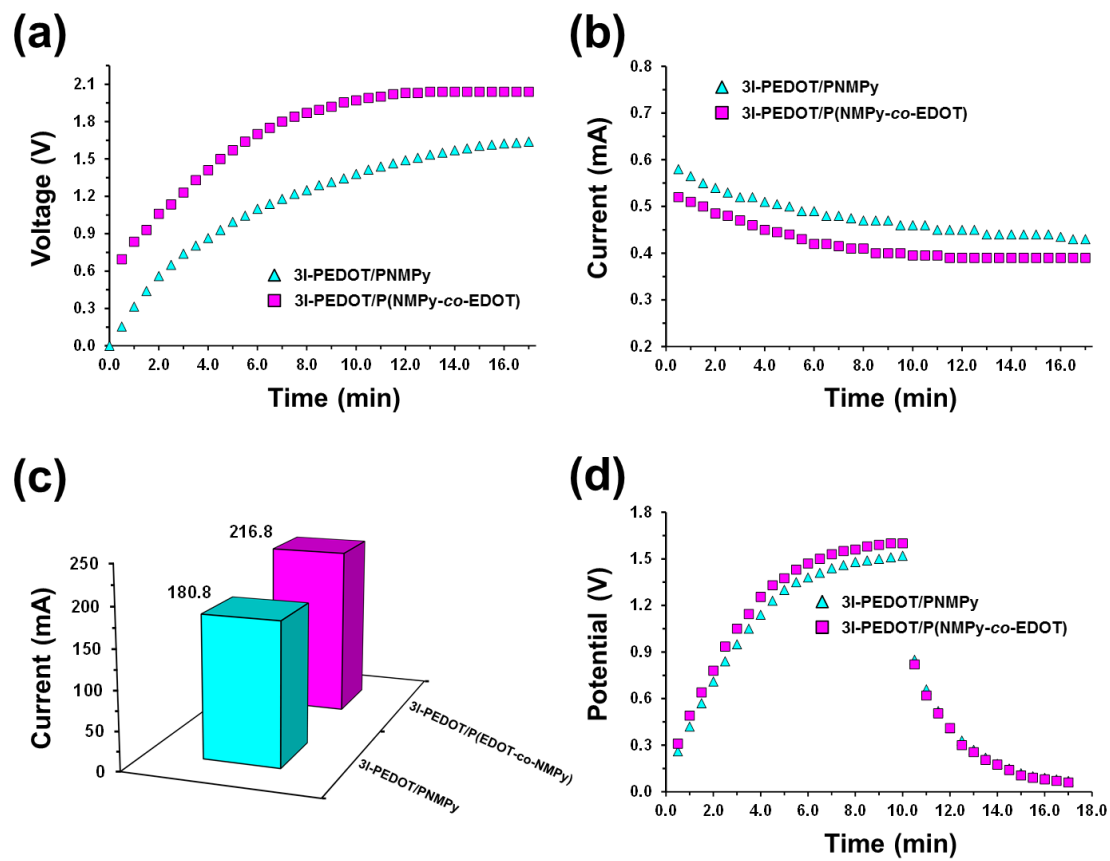 (a)
Voltage (V)
2.1
1.8
1.5
1.2
0.9
0.6
0.3
0.0
3I-PEDOT/PNMPy
3I-PEDOT/P(NMPy-co-EDOT)
0.0 2.0 4.0 6.0 8.0 10.0 12.0 14.0 16.0
Time (min)
(b)
Current (mA)
0.8
0.7
0.6
0.5
0.4
0.3
0.2
3I-PEDOT/PNMPy
3I-PEDOT/P(NMPy-co-EDOT)
0.0 2.0 4.0 6.0 8.0 10.0 12.0 14.0 16.0
Time (min)
(c)
Current (mA)
250
200
150
100
50
0
180.8
216.8
3I-PEDOT/PNMPy
3I-PEDOT/P(EDOT-co-NMPy)
(d)
Potential (V)
1.8
1.5
1.2
0.9
0.6
0.3
0.0
3I-PEDOT/PNMPy
3I-PEDOT/P(NMPy-co-EDOT)
0.0 2.0 4.0 6.0 8.0 10.0 12.0 14.0 16.0 18.0
Time (min)